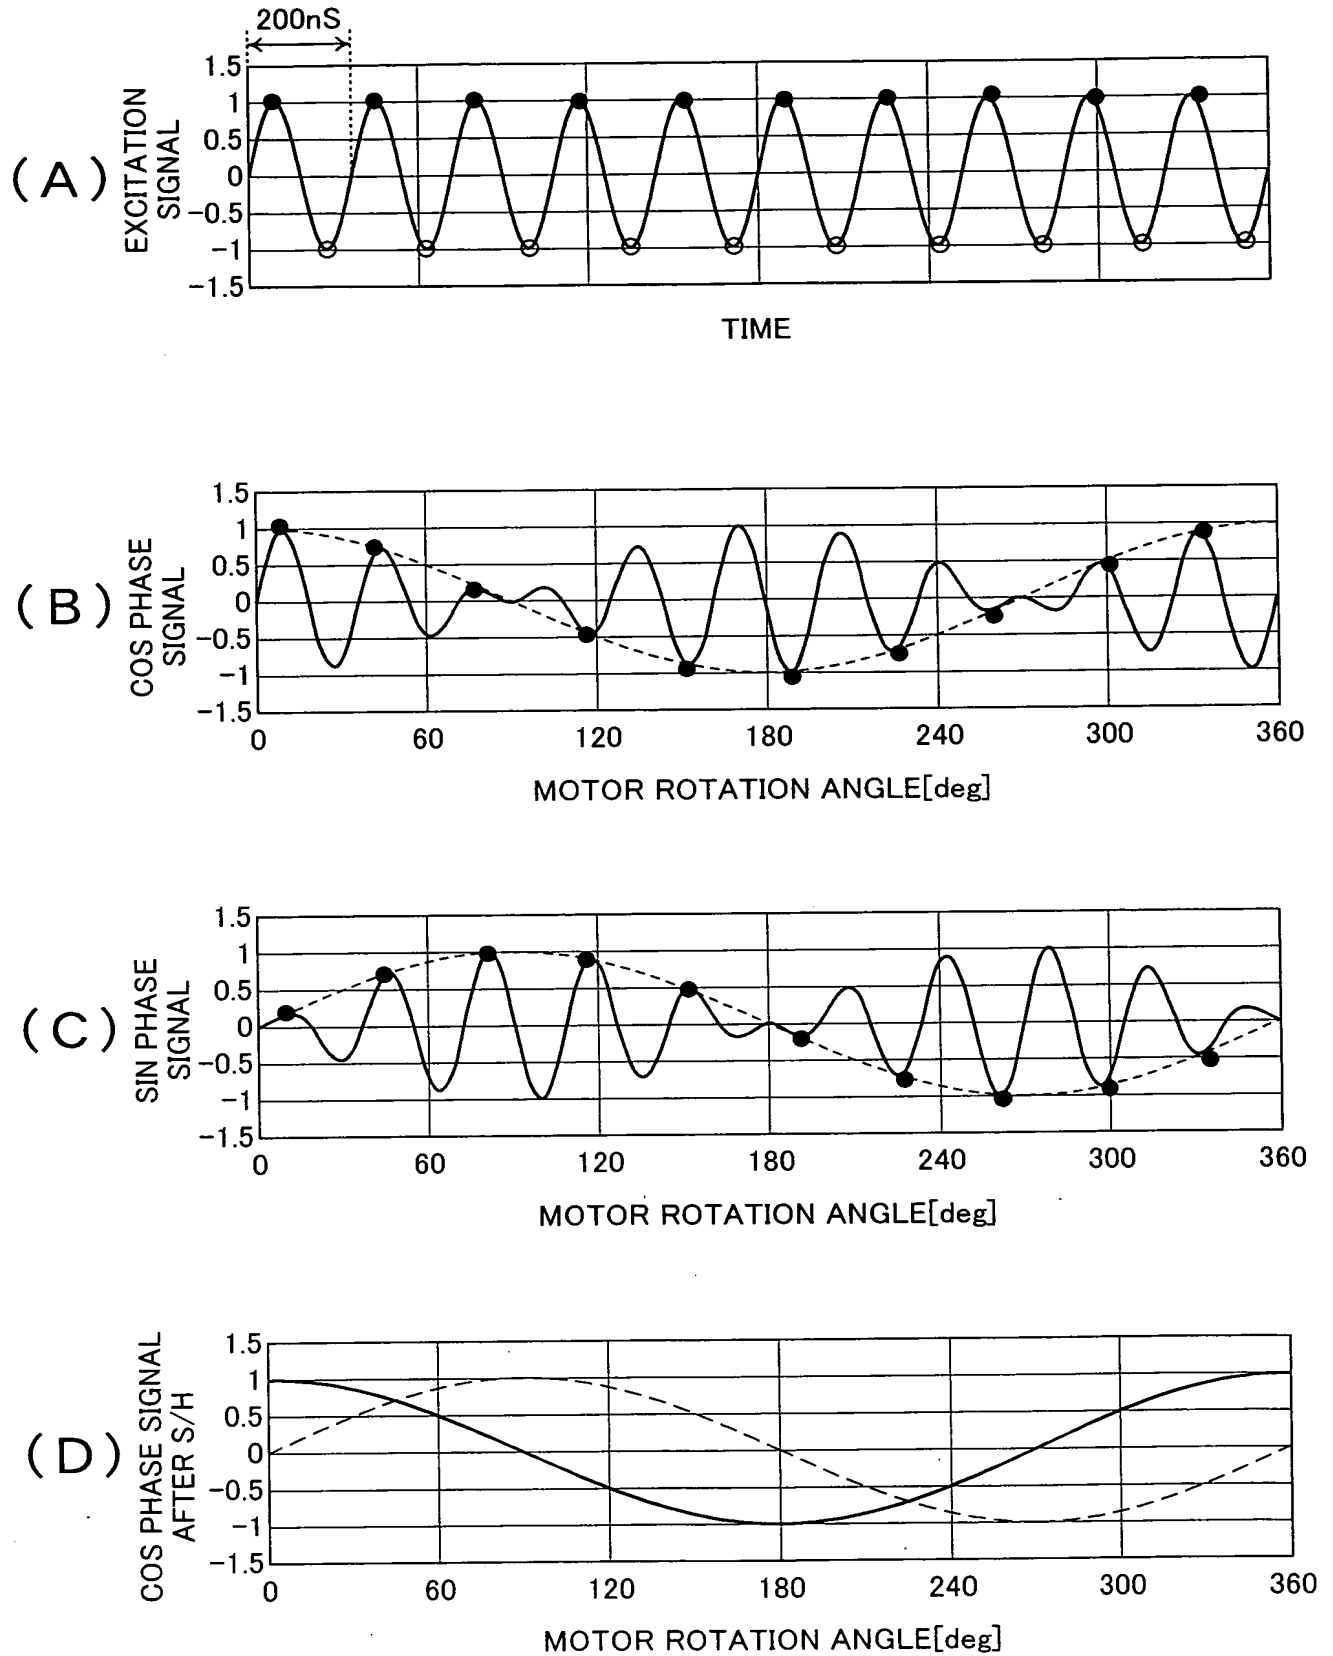 200nS
(A)
EXCITATION
SIGNAL
1.5
1
0.5
0
-0.5
-1
-1.5
TIME
(B)
COS PHASE
SIGNAL
1.5
1
0.5
0
-0.5
-1
-1.5
0 60 120 180 240 300 360
MOTOR ROTATION ANGLE[deg]
(C)
SIN PHASE
SIGNAL
1.5
1
0.5
0
-0.5
-1
-1.5
0 60 120 180 240 300 360
MOTOR ROTATION ANGLE[deg]
(D)
COS PHASE SIGNAL
AFTER S/H
1.5
1
0.5
0
-0.5
-1
-1.5
0 60 120 180 240 300 360
MOTOR ROTATION ANGLE[deg]